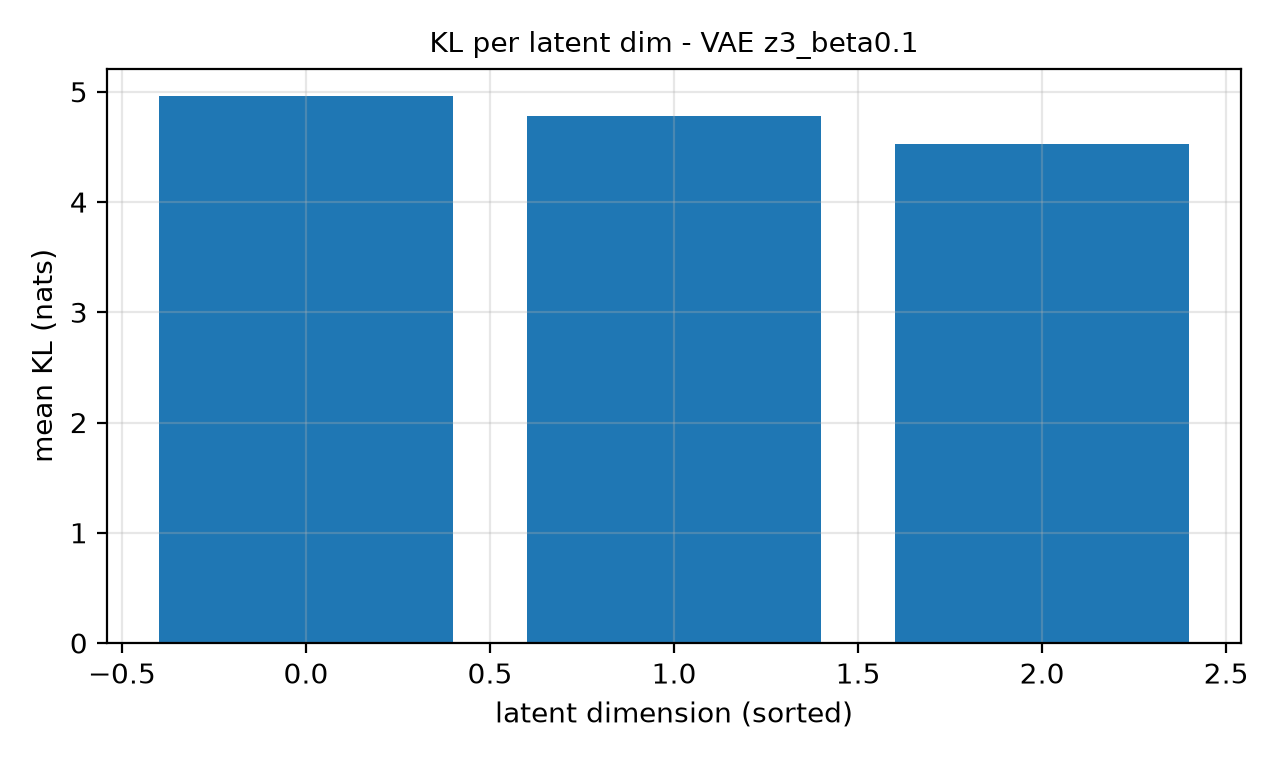 KL per latent dim - VAE z3_beta0.1
mean KL (nats)
5
4
3
2
1
0
−0.5 0.0 0.5 1.0 1.5 2.0 2.5
latent dimension (sorted)